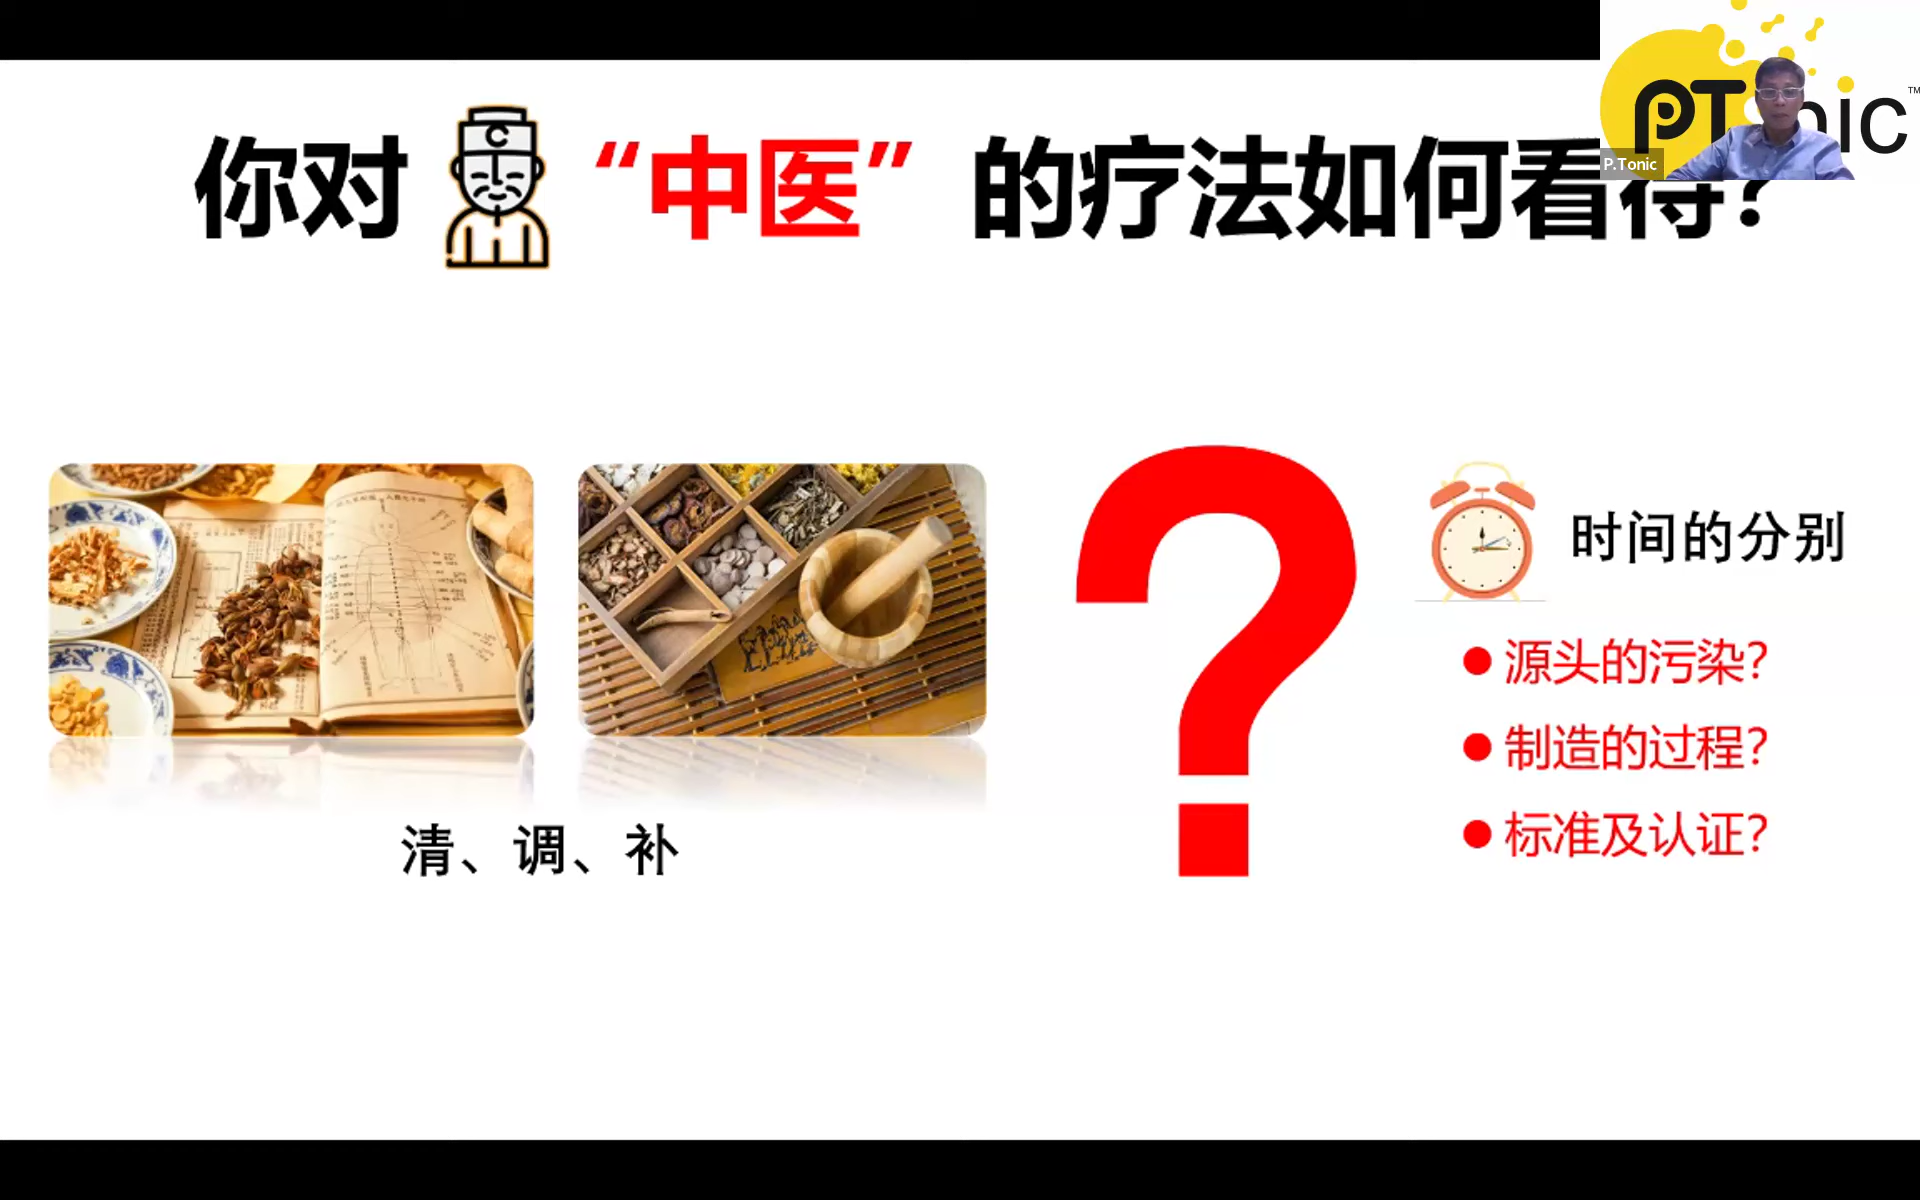 你对 “中医” 的疗法如何看待?
PTonic™
P.Tonic
时间的分别
源头的污染?
制造的过程?
标准及认证?
清、调、补